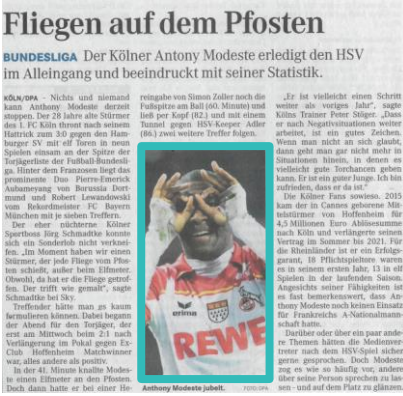 Fliegen auf dem Pfosten
BUNDESLIGA Der Kölner Antony Modeste erledigt den HSV
im Alleingang und beeindruckt mit seiner Statistik.
KÖLN/DPA - Nichts und niemand
kann Anthony Modeste derzeit
stoppen. Der 28 Jahre alte Stürmer
des 1. FC Köln thront nach seinem
Hattrick zum 3:0 gegen den Ham-
burger SV mit elf Toren in neun
Spielen einsam an der Spitze der
Torjägerliste der Fußball-Bundesli-
ga. Hinter dem Franzosen liegt das
prominente Duo Pierre-Emerick
Aubameyang von Borussia Dort-
mund und Robert Lewandowski
vom Rekordmeister FC Bayern
München mit je sieben Treffern.
Der eher nüchterne Kölner
Sportboss Jörg Schmadtke konnte
sich ein Sonderlob nicht verknei-
fen. „Im Moment haben wir einen
Stürmer, der jede Fliege vom Pfos-
ten schießt, außer beim Elfmeter.
Obwohl, da hat er die Fliege getrof-
fen. Der trifft wie gemalt“, sagte
Schmadtke bei Sky.
Treffender hätte man es kaum
formulieren können. Dabei begann
der Abend für den Torjäger, der
erst am Mittwoch beim 2:1 nach
Verlängerung im Pokal gegen Ex-
Club Hoffenheim Matchwinner
war, alles andere als positiv.
In der 41. Minute knallte Modes-
te einen Elfmeter an den Pfosten.
Doch dann hatte er bei einer He-
reingabe von Simon Zoller noch die
Fußspitze am Ball (60. Minute) und
ließ per Kopf (82.) und mit einem
Tunnel gegen HSV-Keeper Adler
(86.) zwei weitere Treffer folgen.
erima
REWE
Anthony Modeste jubelt. FOTO: DPA
„Er ist vielleicht einen Schritt
weiter als voriges Jahr“, sagte
Kölns Trainer Peter Stöger. „Dass
er nach Negativsituationen weiter
arbeitet, ist ein gutes Zeichen.
Wenn man nicht an sich glaubt,
dann geht man gar nicht mehr in
Situationen hinein, in denen es
vielleicht gute Torchancen geben
kann. Er ist ein guter Junge. Ich bin
zufrieden, dass er da ist.“
Die Kölner Fans sowieso. 2015
kam der in Cannes geborene Mit-
telstürmer von Hoffenheim für
4,5 Millionen Euro Ablösesumme
nach Köln und verlängerte seinen
Vertrag im Sommer bis 2021. Für
die Rheinländer ist er ein Erfolgs-
garant, 18 Pflichtspieltore waren
es in seinem ersten Jahr, 13 in elf
Spielen in der laufenden Saison.
Angesichts seiner Fähigkeiten ist
es fast bemerkenswert, dass An-
thony Modeste noch keinen Einsatz
für Frankreichs A-Nationalmann-
schaft hatte.
Darüber oder über ein paar ande-
re Themen hätten die Medienver-
treter nach dem HSV-Spiel sicher
gerne gesprochen. Doch Modeste
zog es wie so häufig vor, andere
über seine Person sprechen zu las-
sen - und auf dem Platz zu glänzen.